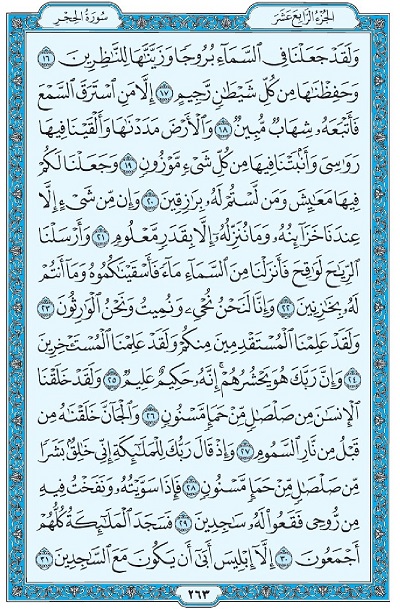 الجزء الرابع عشر
سورة الحجر
وَلَقَدْ جَعَلْنَا فِي السَّمَاءِ بُرُوجًا وَزَيَّنَّاهَا لِلنَّاظِرِينَ ١٦
وَحَفِظْنَاهَا مِن كُلِّ شَيْطَانٍ رَّجِيمٍ ١٧ إِلَّا مَنِ اسْتَرَقَ السَّمْعَ
فَأَتْبَعَهُ شِهَابٌ مُّبِينٌ ١٨ وَالْأَرْضَ مَدَدْنَاهَا وَأَلْقَيْنَا فِيهَا
رَوَاسِيَ وَأَنبَتْنَا فِيهَا مِن كُلِّ شَيْءٍ مَّوْزُونٍ ١٩ وَجَعَلْنَا لَكُمْ
فِيهَا مَعَايِشَ وَمَن لَّسْتُمْ لَهُ بِرَازِقِينَ ٢٠ وَإِن مِّن شَيْءٍ إِلَّا
عِندَنَا خَزَائِنُهُ وَمَا نُنَزِّلُهُ إِلَّا بِقَدَرٍ مَّعْلُومٍ ٢١ وَأَرْسَلْنَا
الرِّيَاحَ لَوَاقِحَ فَأَنزَلْنَا مِنَ السَّمَاءِ مَاءً فَأَسْقَيْنَاكُمُوهُ وَمَا أَنتُمْ
لَهُ بِخَازِنِينَ ٢٢ وَإِنَّا لَنَحْنُ نُحْيِي وَنُمِيتُ وَنَحْنُ الْوَارِثُونَ ٢٣
وَلَقَدْ عَلِمْنَا الْمُسْتَقْدِمِينَ مِنكُمْ وَلَقَدْ عَلِمْنَا الْمُسْتَأْخِرِينَ
٢٤ وَإِنَّ رَبَّكَ هُوَ يَحْشُرُهُمْ إِنَّهُ حَكِيمٌ عَلِيمٌ ٢٥ وَلَقَدْ خَلَقْنَا
الْإِنسَانَ مِن صَلْصَالٍ مِّنْ حَمَإٍ مَّسْنُونٍ ٢٦ وَالْجَانَّ خَلَقْنَاهُ مِن
قَبْلُ مِن نَّارِ السَّمُومِ ٢٧ وَإِذْ قَالَ رَبُّكَ لِلْمَلَائِكَةِ إِنِّي خَالِقٌ بَشَرًا
مِّن صَلْصَالٍ مِّنْ حَمَإٍ مَّسْنُونٍ ٢٨ فَإِذَا سَوَّيْتُهُ وَنَفَخْتُ فِيهِ
مِن رُّوحِي فَقَعُوا لَهُ سَاجِدِينَ ٢٩ فَسَجَدَ الْمَلَائِكَةُ كُلُّهُمْ
أَجْمَعُونَ ٣٠ إِلَّا إِبْلِيسَ أَبَى أَن يَكُونَ مَعَ السَّاجِدِينَ ٣١
٢٦٣